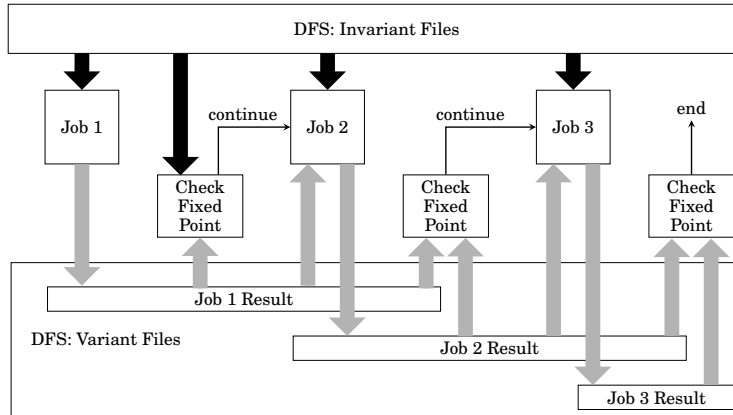 DFS: Invariant Files
Job 1
continue
Job 2
continue
Job 3
end
Check
Fixed
Point
Check
Fixed
Point
Check
Fixed
Point
Job 1 Result
DFS: Variant Files
Job 2 Result
Job 3 Result